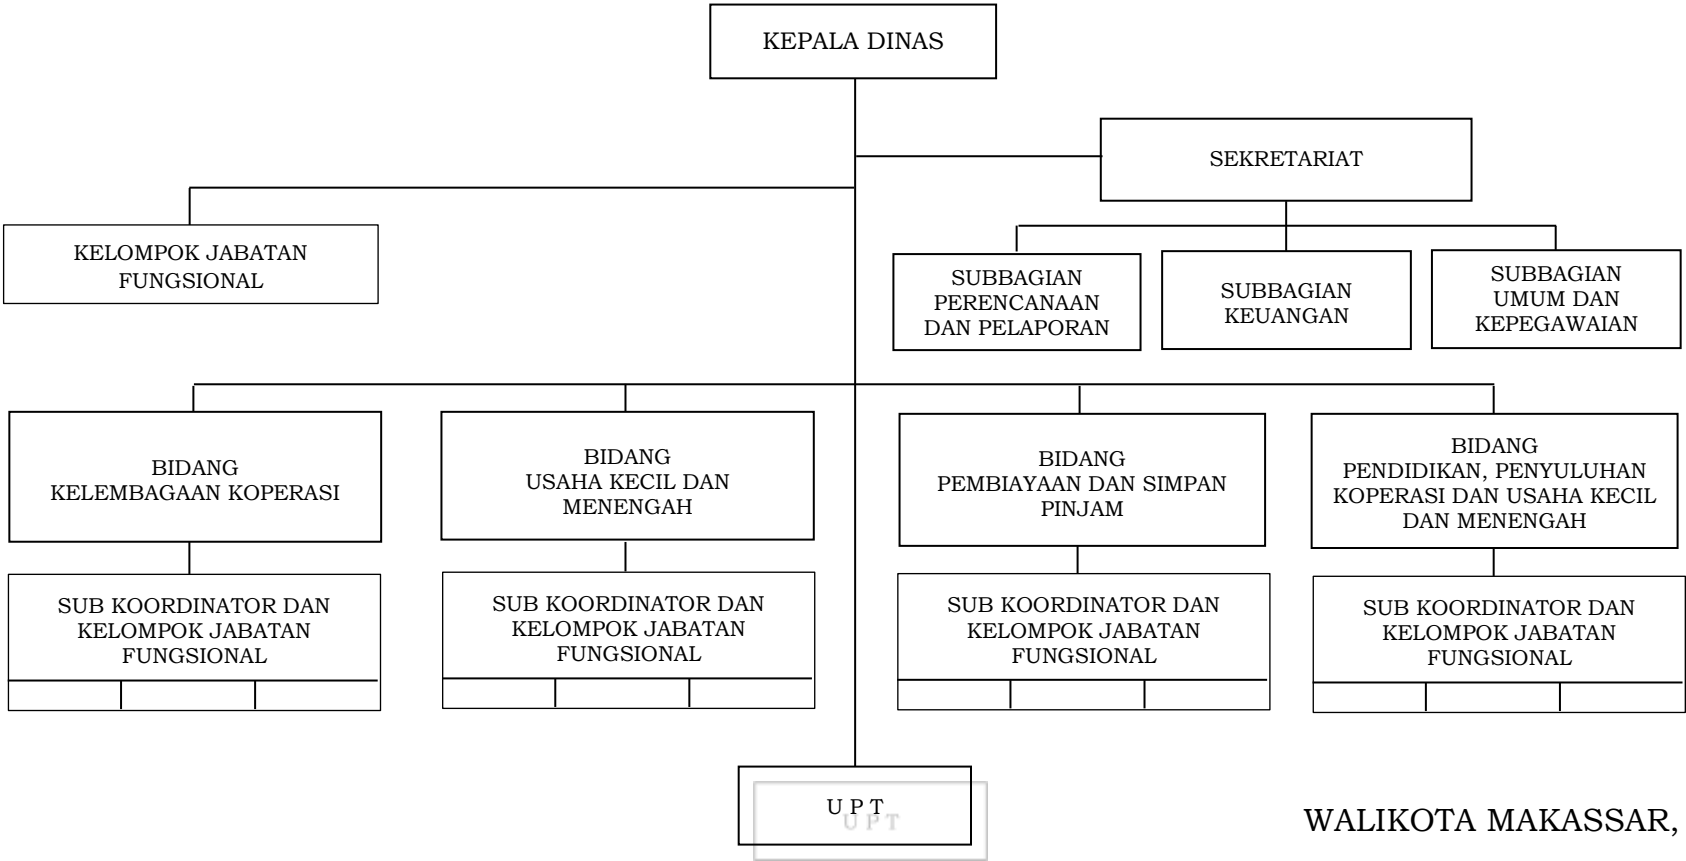 KEPALA DINAS
SEKRETARIAT
KELOMPOK JABATAN
FUNGSIONAL
SUBBAGIAN
PERENCANAAN
DAN PELAPORAN
SUBBAGIAN
KEUANGAN
SUBBAGIAN
UMUM DAN
KEPEGAWAIAN
BIDANG
KELEMBAGAAN KOPERASI
BIDANG
USAHA KECIL DAN
MENENGAH
BIDANG
PEMBIAYAAN DAN SIMPAN
PINJAM
BIDANG
PENDIDIKAN, PENYULUHAN
KOPERASI DAN USAHA KECIL
DAN MENENGAH
SUB KOORDINATOR DAN
KELOMPOK JABATAN
FUNGSIONAL
SUB KOORDINATOR DAN
KELOMPOK JABATAN
FUNGSIONAL
SUB KOORDINATOR DAN
KELOMPOK JABATAN
FUNGSIONAL
SUB KOORDINATOR DAN
KELOMPOK JABATAN
FUNGSIONAL
U P T
U P T
WALIKOTA MAKASSAR,